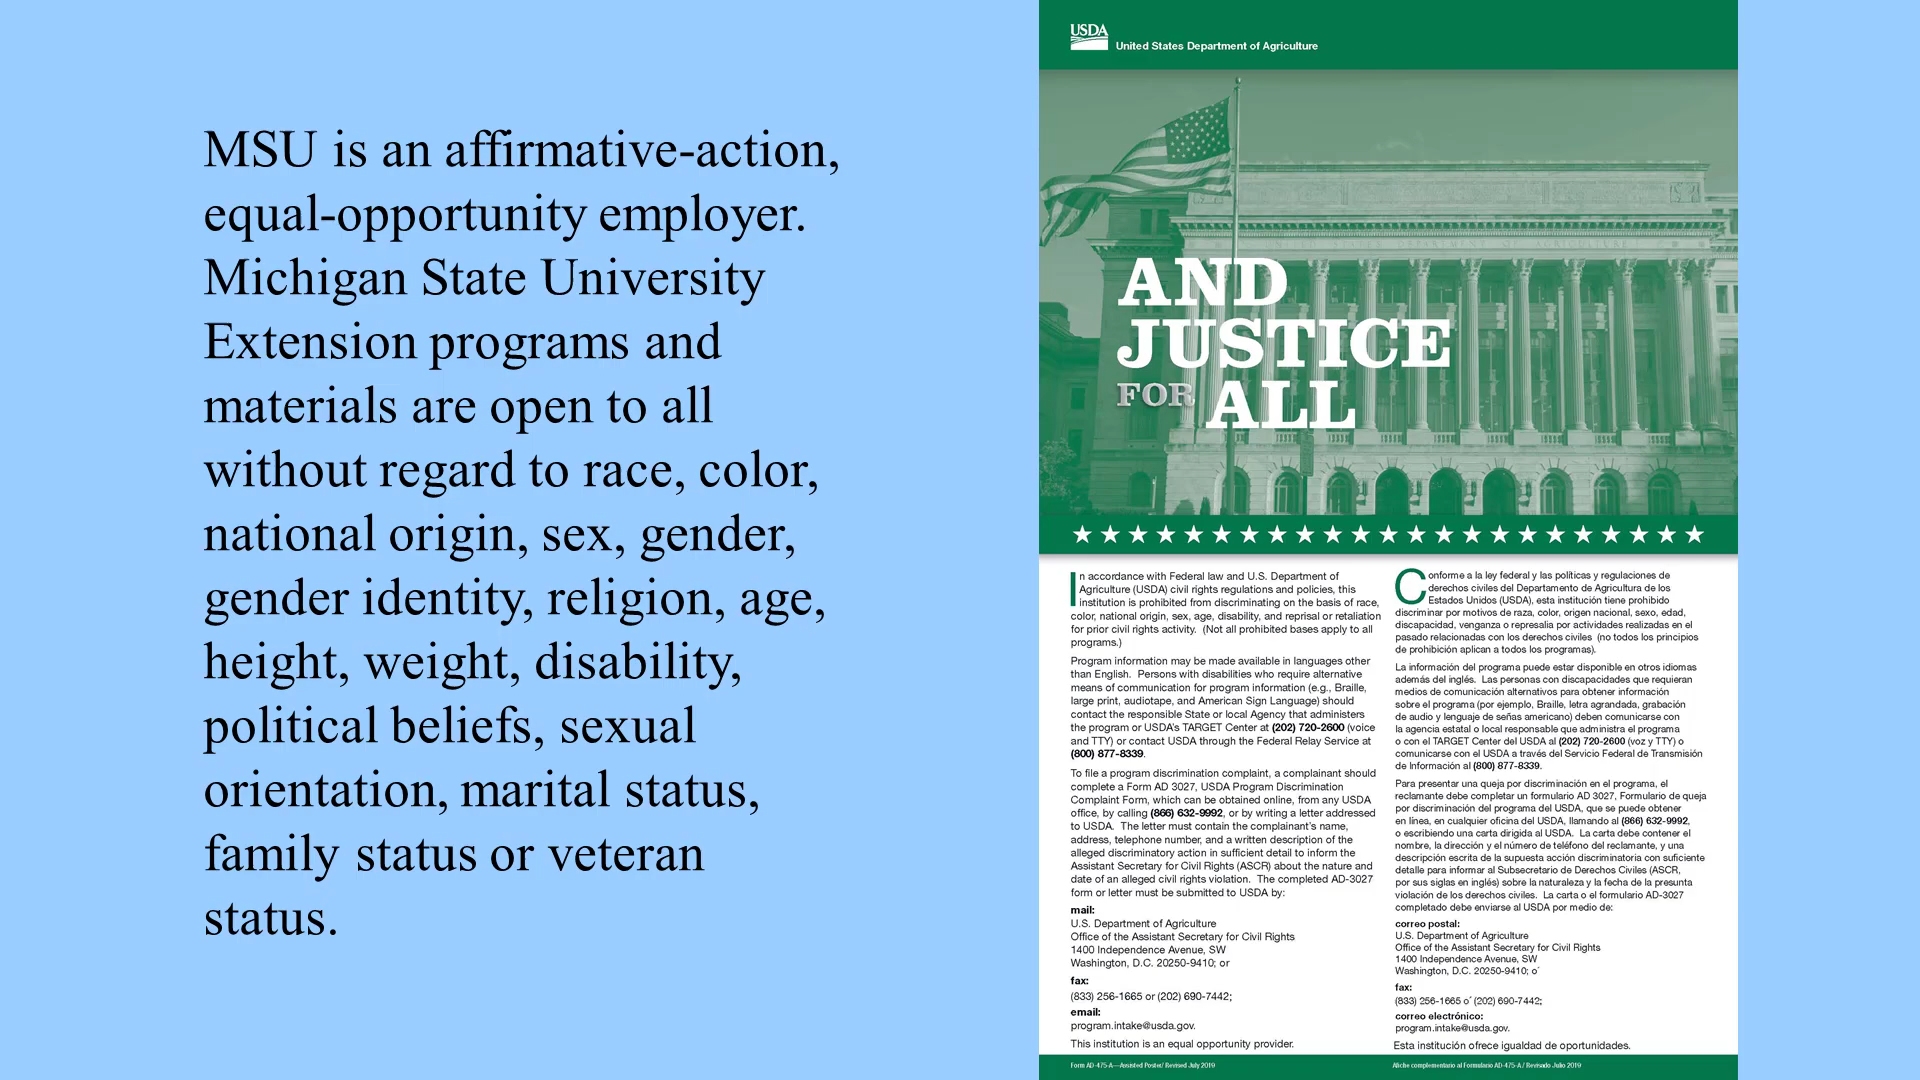 MSU is an affirmative-action,
equal-opportunity employer.
Michigan State University
Extension programs and
materials are open to all
without regard to race, color,
national origin, sex, gender,
gender identity, religion, age,
height, weight, disability,
political beliefs, sexual
orientation, marital status,
family status or veteran
status.
USDA
United States Department of Agriculture
AND
JUSTICE
FOR ALL
In accordance with Federal law and U.S. Department of
Agriculture (USDA) civil rights regulations and policies, this
institution is prohibited from discriminating on the basis of race,
color, national origin, sex, age, disability, and reprisal or retaliation
for prior civil rights activity. (Not all prohibited bases apply to all
programs.)
Program information may be made available in languages other
than English. Persons with disabilities who require alternative
means of communication for program information (e.g., Braille,
large print, audiotape, and American Sign Language) should
contact the responsible State or local Agency that administers
the program or USDA's TARGET Center at (202) 720-2600 (voice
and TTY) or contact USDA through the Federal Relay Service at
(800) 877-8339.
To file a program discrimination complaint, a complainant should
complete a Form AD 3027, USDA Program Discrimination
Complaint Form, which can be obtained online, from any USDA
office, by calling (866) 632-9992, or by writing a letter addressed
to USDA. The letter must contain the complainant's name,
address, telephone number, and a written description of the
alleged discriminatory action in sufficient detail to inform the
Assistant Secretary for Civil Rights (ASCR) about the nature and
date of an alleged civil rights violation. The completed AD-3027
form or letter must be submitted to USDA by:
mail:
U.S. Department of Agriculture
Office of the Assistant Secretary for Civil Rights
1400 Independence Avenue, SW
Washington, D.C. 20250-9410; or
fax:
(833) 256-1665 or (202) 690-7442;
email:
program.intake@usda.gov.
This institution is an equal opportunity provider.
Conforme a la ley federal y las políticas y regulaciones de
derechos civiles del Departamento de Agricultura de los
Estados Unidos (USDA), esta institución tiene prohibido
discriminar por motivos de raza, color, origen nacional, sexo, edad,
discapacidad, venganza o represalia por actividades realizadas en el
pasado relacionadas con los derechos civiles (no todos los principios
de prohibición aplican a todos los programas).
La información del programa puede estar disponible en otros idiomas
además del inglés. Las personas con discapacidades que requieran
medios de comunicación alternativos para obtener información
sobre el programa (por ejemplo, Braille, letra agrandada, grabación
de audio y lenguaje de señas americano) deben comunicarse con
la agencia estatal o local responsable que administra el programa
o con el TARGET Center del USDA al (202) 720-2600 (voz y TTY) o
comunicarse con el USDA a través del Servicio Federal de Transmisión
de Información al (800) 877-8339.
Para presentar una queja por discriminación en el programa, el
reclamante debe completar un formulario AD 3027, Formulario de queja
por discriminación del programa del USDA, que se puede obtener
en línea, en cualquier oficina del USDA, llamando al (866) 632-9992,
o escribiendo una carta dirigida al USDA. La carta debe contener el
nombre, la dirección y el número de teléfono del reclamante, y una
descripción escrita de la supuesta acción discriminatoria con suficiente
detalle para informar al Subsecretario de Derechos Civiles (ASCR,
por sus siglas en inglés) sobre la naturaleza y la fecha de la presunta
violación de los derechos civiles. La carta o el formulario AD-3027
completado debe enviarse al USDA por medio de:
correo postal:
U.S. Department of Agriculture
Office of the Assistant Secretary for Civil Rights
1400 Independence Avenue, SW
Washington, D.C. 20250-9410; o´
fax:
(833) 256-1665 o´ (202) 690-7442;
correo electrónico:
program.intake@usda.gov.
Esta institución ofrece igualdad de oportunidades.
Form AD-475-A—Assisted Poster/ Revised July 2019
Afiche complementario al Formulario AD-475-A / Revisado Julio 2019